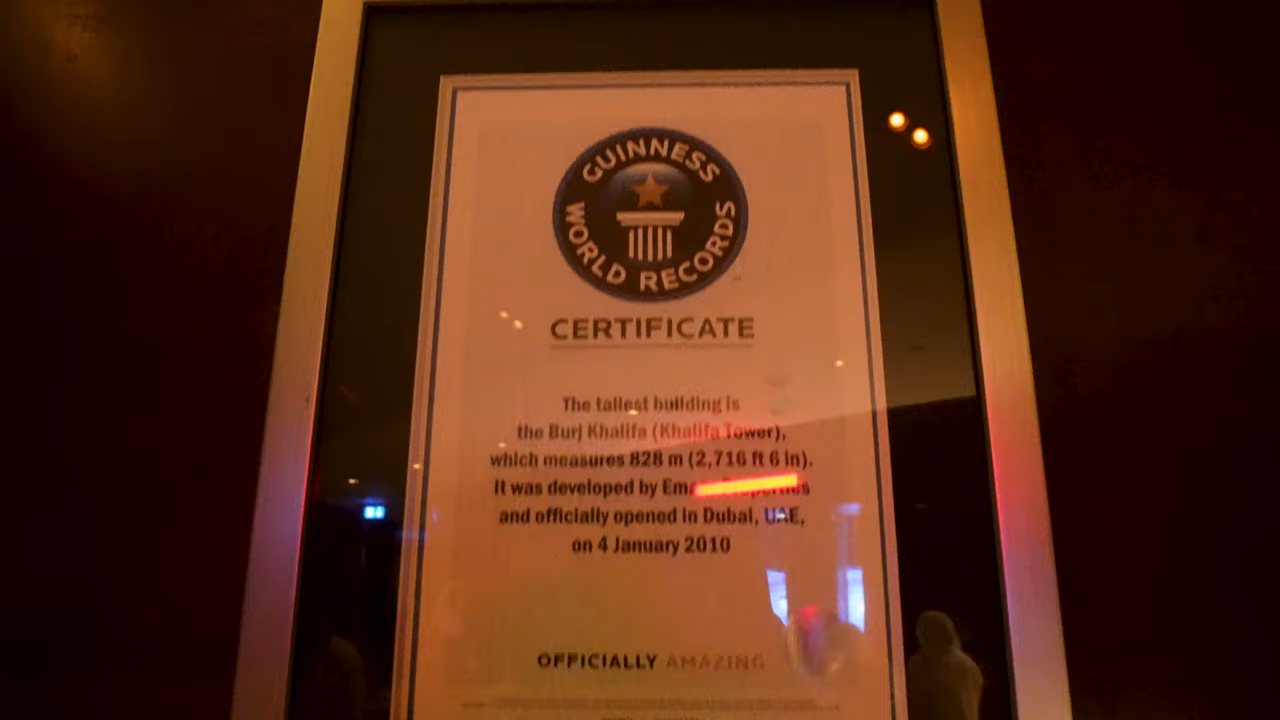 GUINNESS
WORLD RECORDS
CERTIFICATE
The tallest building is
the Burj Khalifa (Khalifa Tower),
which measures 828 m (2,716 ft 6 in).
It was developed by
and officially opened in Dubai, UAE,
on 4 January 2010
OFFICIALLY AMAZING